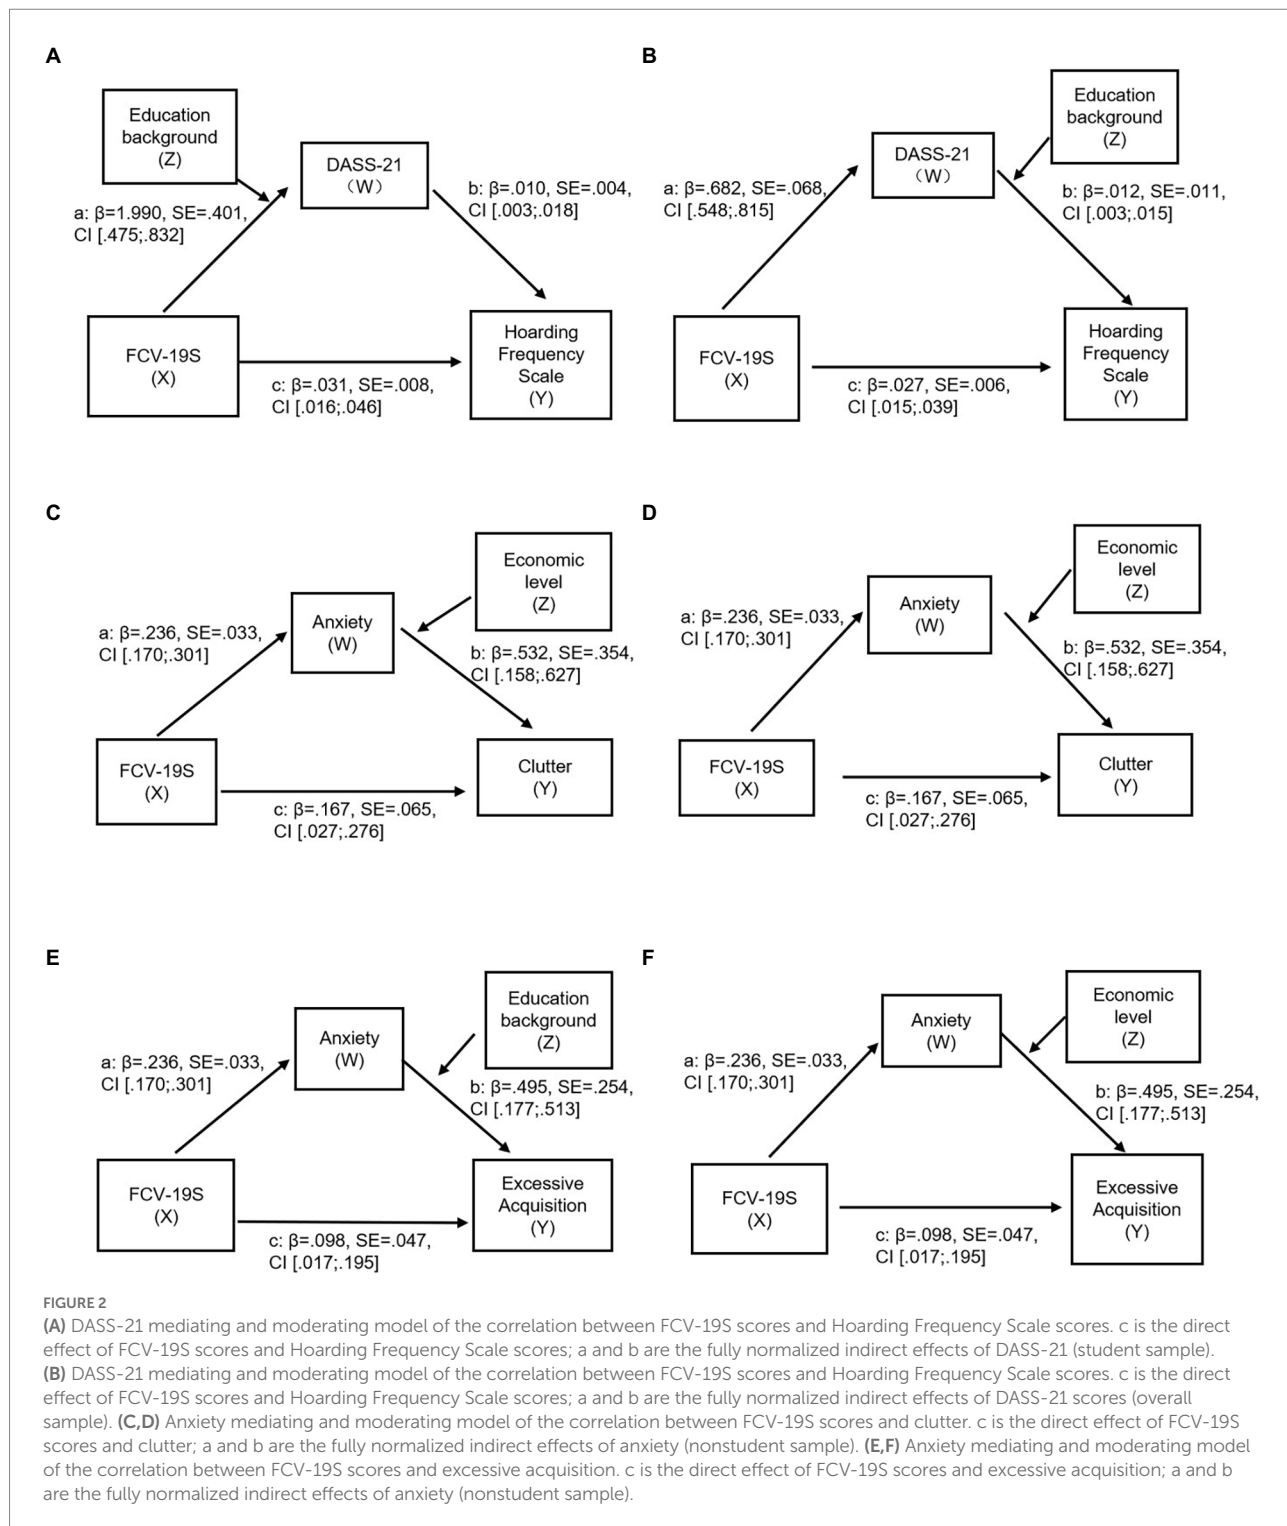 A
Education
background
(Z)
DASS-21
（W）
a: β=1.990, SE=.401,
CI [.475;.832]
b: β=.010, SE=.004,
CI [.003;.018]
FCV-19S
(X)
Hoarding
Frequency
Scale
(Y)
c: β=.031, SE=.008,
CI [.016;.046]
B
Education
background
(Z)
DASS-21
（W）
a: β=.682, SE=.068,
CI [.548;.815]
b: β=.012, SE=.011,
CI [.003;.015]
FCV-19S
(X)
Hoarding
Frequency
Scale
(Y)
c: β=.027, SE=.006,
CI [.015;.039]
C
Economic
level
(Z)
Anxiety
(W)
a: β=.236, SE=.033,
CI [.170;.301]
b: β=.532, SE=.354,
CI [.158;.627]
FCV-19S
(X)
Clutter
(Y)
c: β=.167, SE=.065,
CI [.027;.276]
D
Economic
level
(Z)
Anxiety
(W)
a: β=.236, SE=.033,
CI [.170;.301]
b: β=.532, SE=.354,
CI [.158;.627]
FCV-19S
(X)
Clutter
(Y)
c: β=.167, SE=.065,
CI [.027;.276]
E
Education
background
(Z)
Anxiety
(W)
a: β=.236, SE=.033,
CI [.170;.301]
b: β=.495, SE=.254,
CI [.177;.513]
FCV-19S
(X)
Excessive
Acquisition
(Y)
c: β=.098, SE=.047,
CI [.017;.195]
F
Economic
level
(Z)
Anxiety
(W)
a: β=.236, SE=.033,
CI [.170;.301]
b: β=.495, SE=.254,
CI [.177;.513]
FCV-19S
(X)
Excessive
Acquisition
(Y)
c: β=.098, SE=.047,
CI [.017;.195]
FIGURE 2
(A) DASS-21 mediating and moderating model of the correlation between FCV-19S scores and Hoarding Frequency Scale scores. c is the direct
effect of FCV-19S scores and Hoarding Frequency Scale scores; a and b are the fully normalized indirect effects of DASS-21 (student sample).
(B) DASS-21 mediating and moderating model of the correlation between FCV-19S scores and Hoarding Frequency Scale scores. c is the direct
effect of FCV-19S scores and Hoarding Frequency Scale scores; a and b are the fully normalized indirect effects of DASS-21 scores (overall
sample). (C,D) Anxiety mediating and moderating model of the correlation between FCV-19S scores and clutter. c is the direct effect of FCV-19S
scores and clutter; a and b are the fully normalized indirect effects of anxiety (nonstudent sample). (E,F) Anxiety mediating and moderating model
of the correlation between FCV-19S scores and excessive acquisition. c is the direct effect of FCV-19S scores and excessive acquisition; a and b
are the fully normalized indirect effects of anxiety (nonstudent sample).